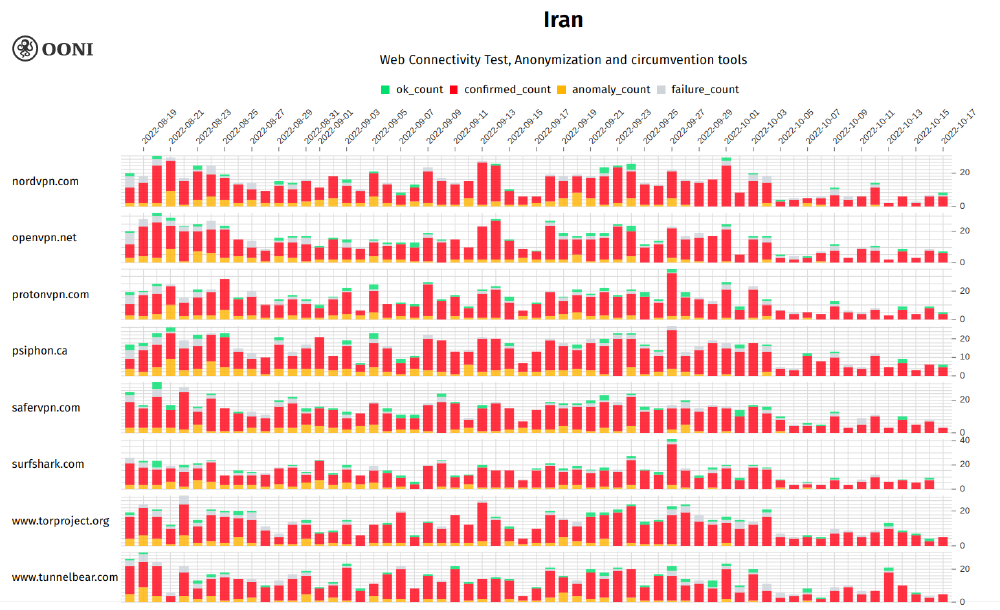 Iran
OONI
Web Connectivity Test, Anonymization and circumvention tools
ok_count confirmed_count anomaly_count failure_count
2022-08-19 2022-08-21 2022-08-23 2022-08-25 2022-08-27 2022-08-29 2022-08-31 2022-09-01 2022-09-03 2022-09-05 2022-09-07 2022-09-09 2022-09-11 2022-09-13 2022-09-15 2022-09-17 2022-09-19 2022-09-21 2022-09-23 2022-09-25 2022-09-27 2022-09-29 2022-10-01 2022-10-03 2022-10-05 2022-10-07 2022-10-09 2022-10-11 2022-10-13 2022-10-15 2022-10-17
20
nordvpn.com
0
20
openvpn.net
0
20
protonvpn.com
0
20
psiphon.ca
10
0
20
safervpn.com
0
40
surfshark.com
20
0
20
www.torproject.org
0
20
www.tunnelbear.com
0